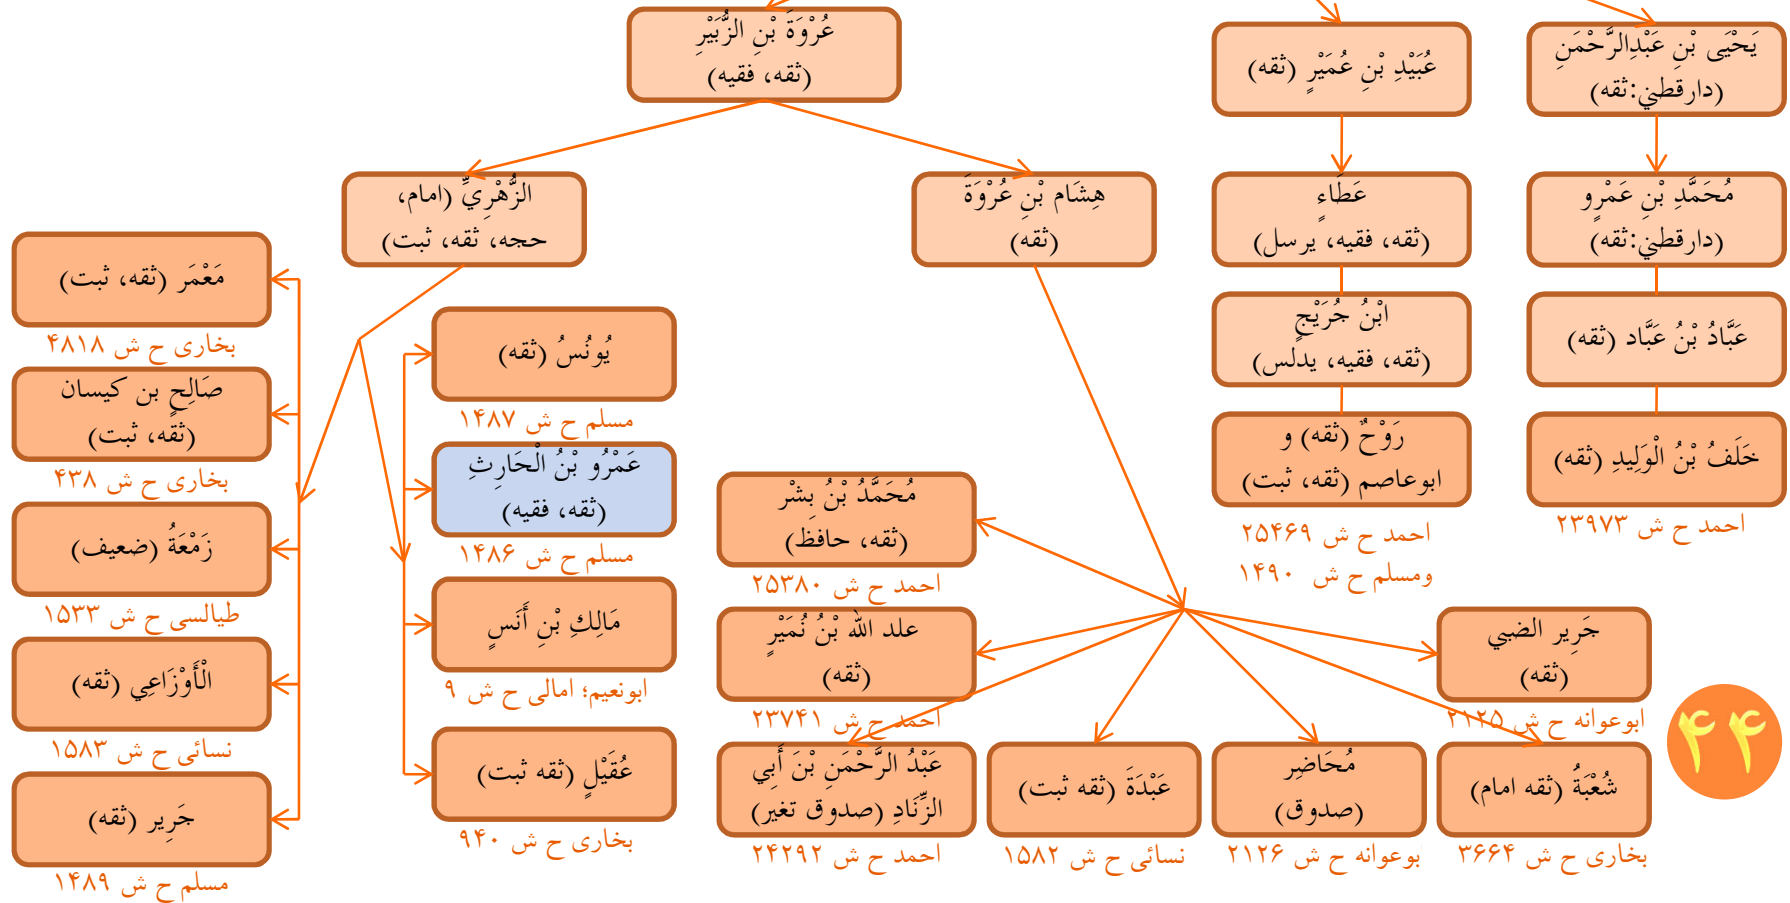 عُرْوَةَ بْنِ الزُّبَيْرِ
(ثقه، فقيه)
عُبَيْدِ بْنِ عُمَيْرٍ (ثقه)
يَحْيَى بْنِ عَبْدِالرَّحْمَنِ
(دارقطني:ثقه)
الزُّهْرِيِّ (امام،
حجه، ثقه، ثبت)
هِشَام بْنِ عُرْوَةَ
(ثقه)
عَطَاءٍ
(ثقه، فقيه، يرسل)
مُحَمَّدِ بْنِ عَمْرٍو
(دارقطني:ثقه)
مَعْمَر (ثقه، ثبت)
بخاری ح ش ۴۸۱۸
صَالِحٍ بن كيسان
(ثقه، ثبت)
بخاری ح ش ۴۳۸
زَمْعَةُ (ضعيف)
طيالسی ح ش ۱۵۳۳
الْأَوْزَاعِي (ثقه)
نسائی ح ش ۱۵۸۳
جَرِير (ثقه)
مسلم ح ش ۱۴۸۹
يُونُسُ (ثقه)
مسلم ح ش ۱۴۸۷
عَمْرُو بْنُ الْحَارِثِ
(ثقه، فقيه)
مسلم ح ش ۱۴۸۶
مَالِكِ بْنِ أَنَسٍ
ابونعيم؛ امالی ح ش ۹
عُقَيْلٍ (ثقه ثبت)
بخاری ح ش ۹۴۰
ابْنُ جُرَيْجٍ
(ثقه، فقيه، يدلس)
عَبَّادُ بْنُ عَبَّاد (ثقه)
رَوْحٌ (ثقه) و
ابوعاصم (ثقه، ثبت)
احمد ح ش ۲۵۴۶۹
ومسلم ح ش ۱۴۹۰
خَلَفُ بْنُ الْوَلِيدِ (ثقه)
احمد ح ش ۲۳۹۷۳
مُحَمَّدُ بْنُ بِشْر
(ثقه، حافظ)
احمد ح ش ۲۵۳۸۰
علد الله بْنُ نُمَيْرٍ
(ثقه)
احمد ح ش ۲۳۷۴۱
جَرِير الضبي
(ثقه)
ابوعوانه ح ش ۲۱۲۵
عَبْدُ الرَّحْمَنِ بْنَ أَبِي
الزِّنَادِ (صدوق تغير)
احمد ح ش ۲۴۲۹۲
عَبْدَةَ (ثقه ثبت)
نسائی ح ش ۱۵۸۲
مُحَاضِر
(صدوق)
بوعوانه ح ش ۲۱۲۶
شُعْبَةُ (ثقه امام)
بخاری ح ش ۳۶۶۴
۴۴